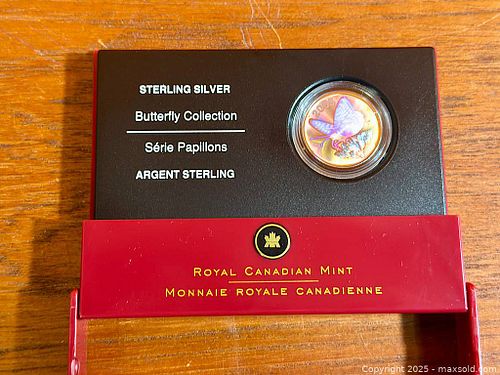 STERLING SILVER
Butterfly Collection
Série Papillons
ARGENT STERLING
ROYAL CANADIAN MINT
MONNAIE ROYALE CANADIENNE
Copyright 2025 - maxsold.com